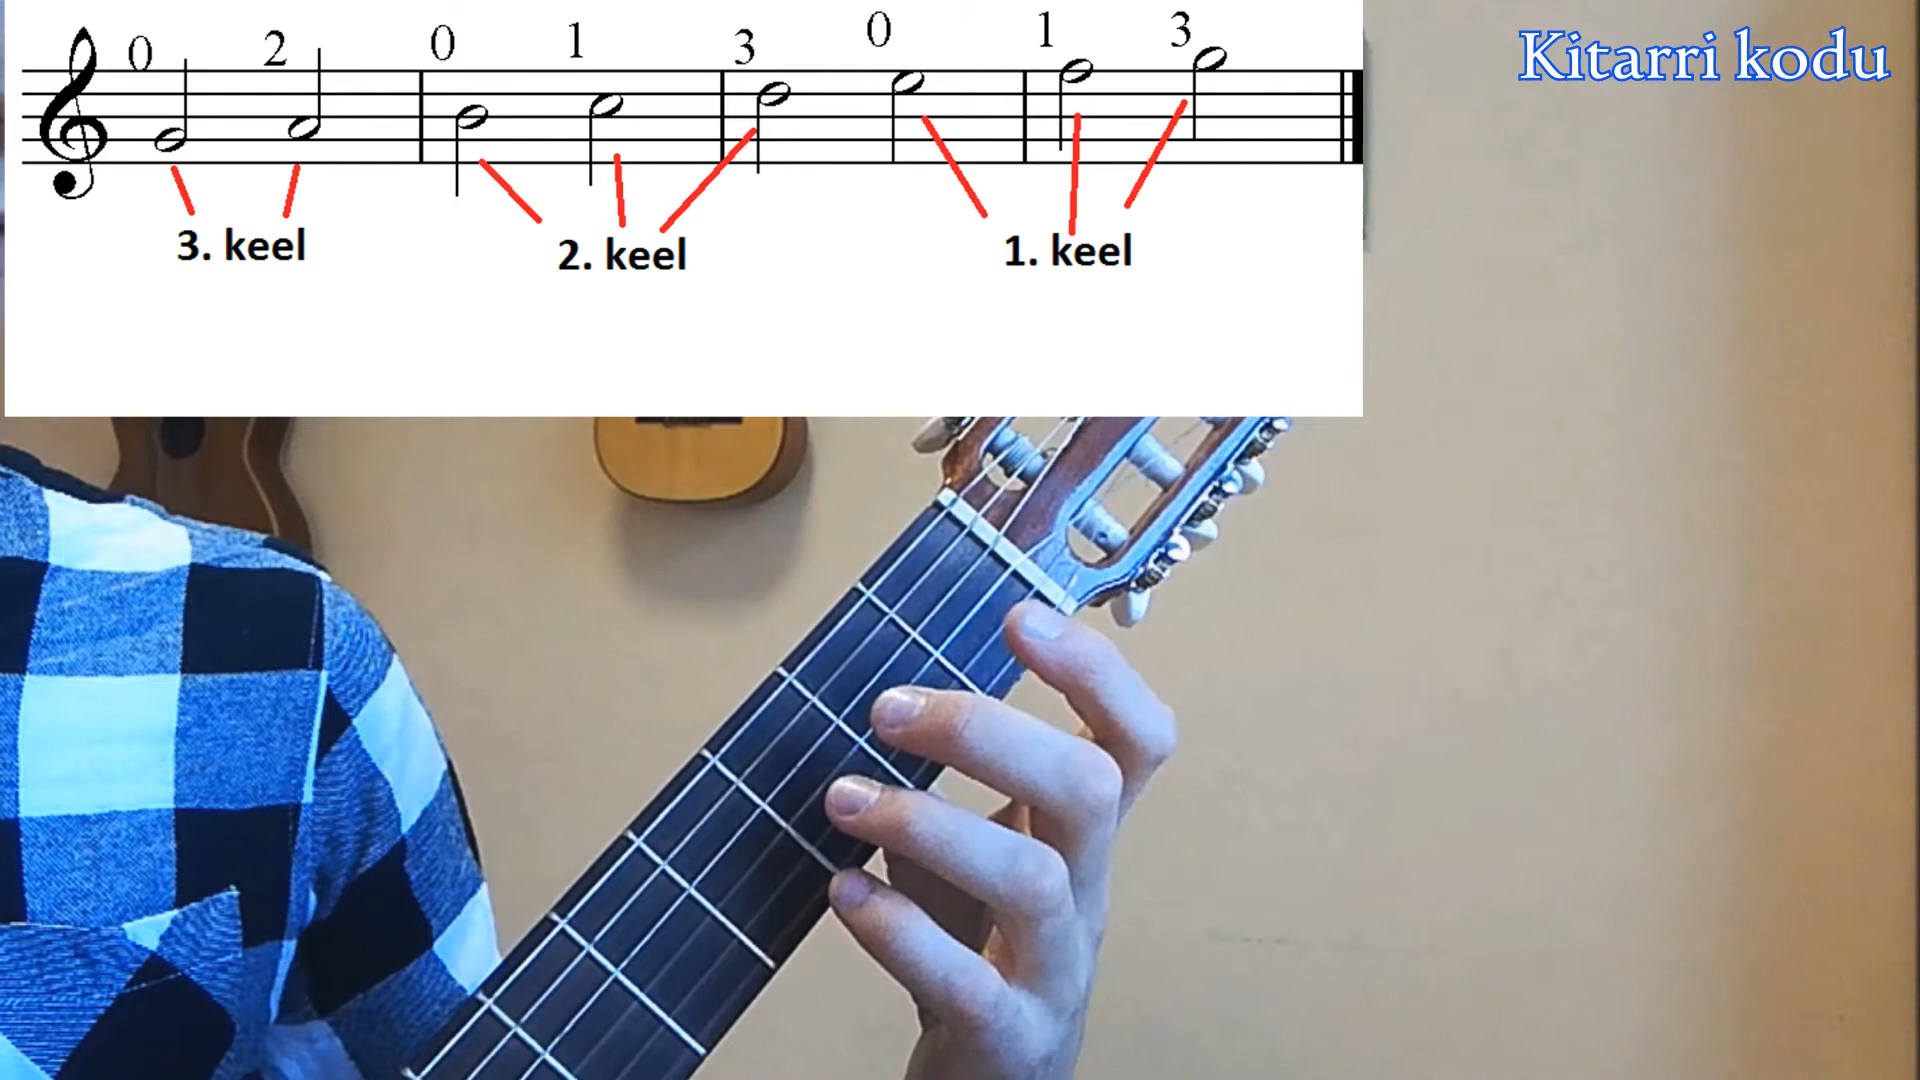 Kitarri kodu
0 2 0 1 3 0 1 3
3. keel 2. keel 1. keel